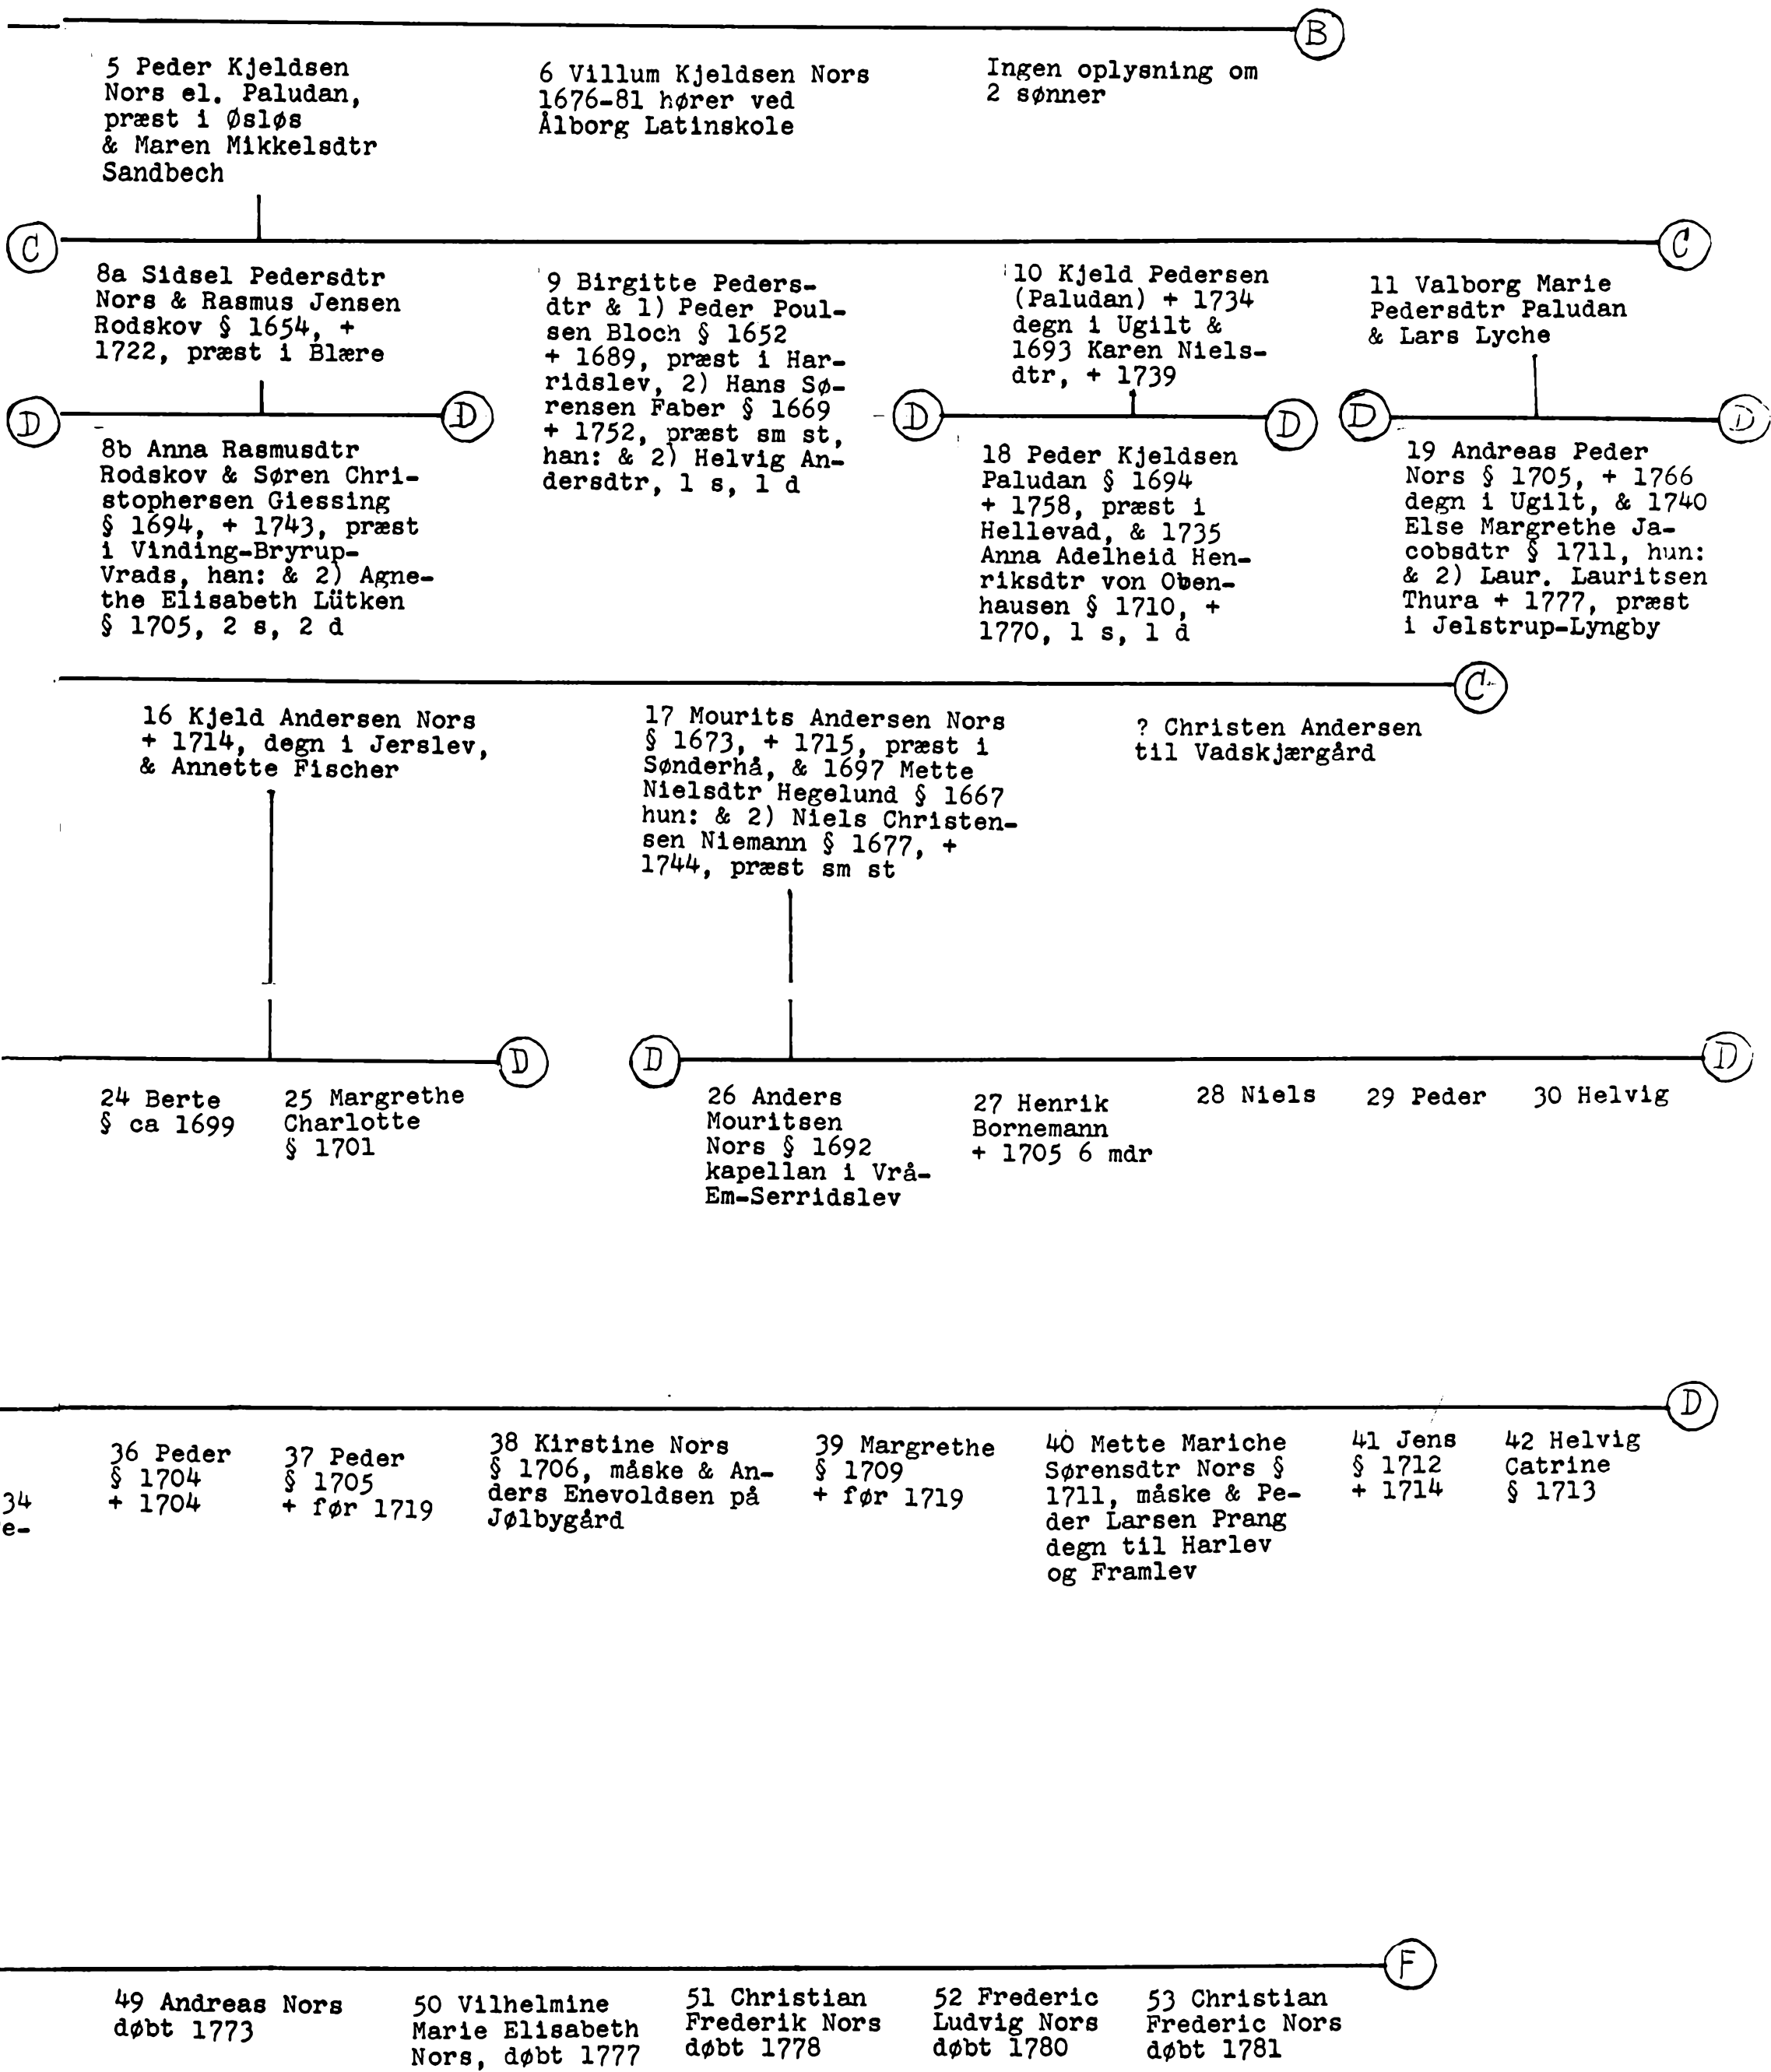 B
5 Peder Kjeldsen
Nors el. Paludan,
præst i Øsløs
& Maren Mikkelsdtr
Sandbech
6 Villum Kjeldsen Nors
1676-81 hører ved
Ålborg Latinskole
Ingen oplysning om
2 sønner
C
C
8a Sidsel Pedersdtr
Nors & Rasmus Jensen
Rodskov § 1654, +
1722, præst i Blære
9 Birgitte Peders-
dtr & 1) Peder Poul-
sen Bloch § 1652
+ 1689, præst i Har-
ridslev, 2) Hans Sø-
rensen Faber § 1669
+ 1752, præst sm st,
han: & 2) Helvig An-
dersdtr, 1 s, 1 d
10 Kjeld Pedersen
(Paludan) + 1734
degn i Ugilt &
1693 Karen Niels-
dtr, + 1739
11 Valborg Marie
Pedersdtr Paludan
& Lars Lyche
D
D
D
D
D
D
8b Anna Rasmusdtr
Rodskov & Søren Chri-
stophersen Giessing
§ 1694, + 1743, præst
i Vinding-Bryrup-
Vrads, han: & 2) Agne-
the Elisabeth Lütken
§ 1705, 2 s, 2 d
18 Peder Kjeldsen
Paludan § 1694
+ 1758, præst i
Hellevad, & 1735
Anna Adelheid Hen-
riksdtr von Oben-
hausen § 1710, +
1770, 1 s, 1 d
19 Andreas Peder
Nors § 1705, + 1766
degn i Ugilt, & 1740
Else Margrethe Ja-
cobsdtr § 1711, hun:
& 2) Laur. Lauritsen
Thura + 1777, præst
i Jelstrup-Lyngby
C
16 Kjeld Andersen Nors
+ 1714, degn i Jerslev,
& Annette Fischer
17 Mourits Andersen Nors
§ 1673, + 1715, præst i
Sønderhå, & 1697 Mette
Nielsdtr Hegelund § 1667
hun: & 2) Niels Christen-
sen Niemann § 1677, +
1744, præst sm st
? Christen Andersen
til Vadskjærgård
D
D
D
24 Berte
§ ca 1699
25 Margrethe
Charlotte
§ 1701
26 Anders
Mouritsen
Nors § 1692
kapellan i Vrå-
Em-Serridslev
27 Henrik
Bornemann
+ 1705 6 mdr
28 Niels
29 Peder
30 Helvig
D
34
e-
36 Peder
§ 1704
+ 1704
37 Peder
§ 1705
+ før 1719
38 Kirstine Nors
§ 1706, måske & An-
ders Enevoldsen på
Jølbygård
39 Margrethe
§ 1709
+ før 1719
40 Mette Mariche
Sørensdtr Nors §
1711, måske & Pe-
der Larsen Prang
degn til Harlev
og Framlev
41 Jens
§ 1712
+ 1714
42 Helvig
Catrine
§ 1713
F
49 Andreas Nors
døbt 1773
50 Vilhelmine
Marie Elisabeth
Nors, døbt 1777
51 Christian
Frederik Nors
døbt 1778
52 Frederic
Ludvig Nors
døbt 1780
53 Christian
Frederic Nors
døbt 1781